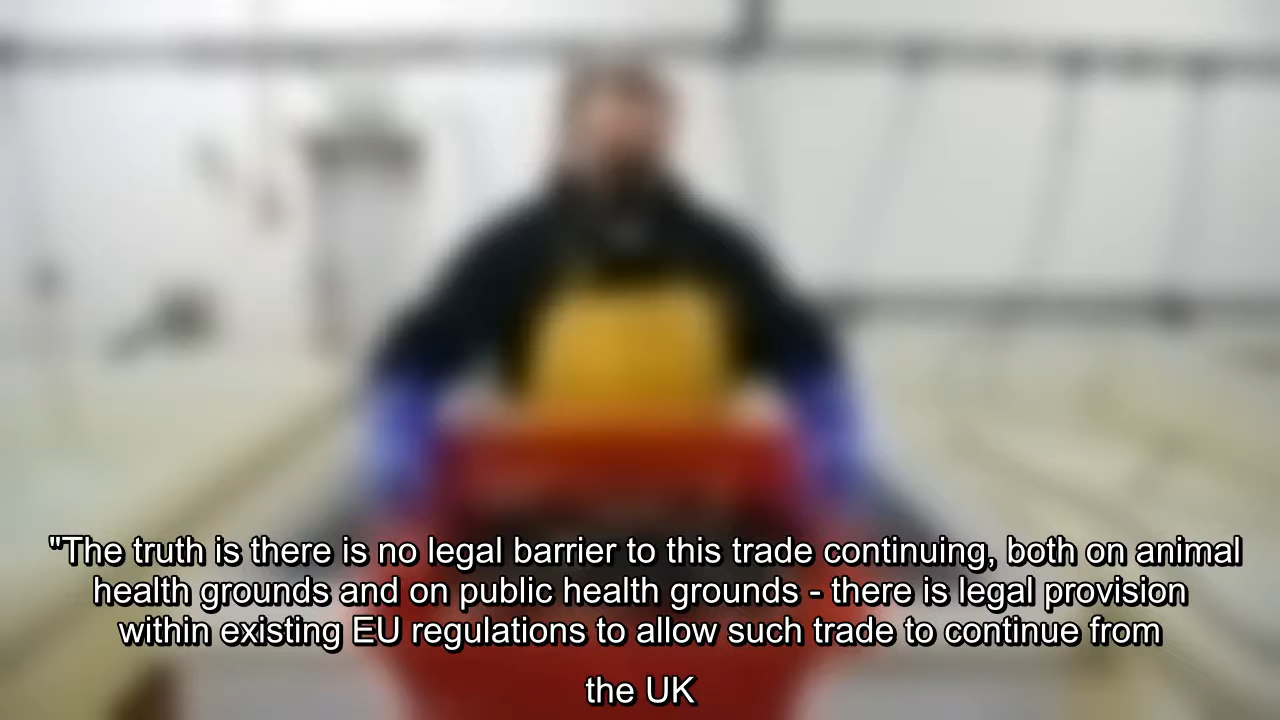 "The truth is there is no legal barrier to this trade continuing, both on animal
health grounds and on public health grounds - there is legal provision
within existing EU regulations to allow such trade to continue from
the UK